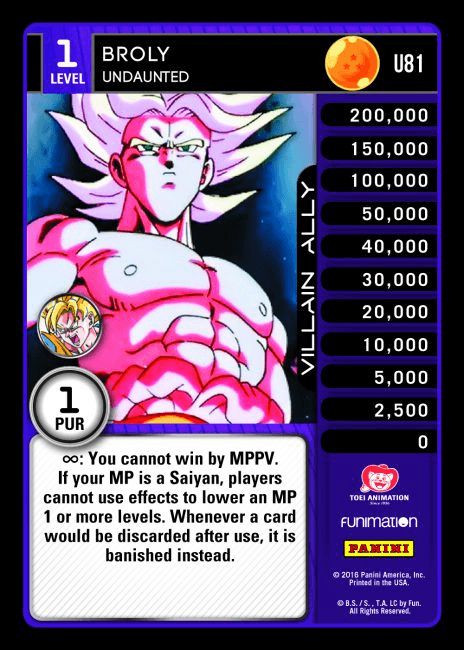 1
LEVEL
BROLY
UNDAUNTED
U81
200,000
150,000
100,000
50,000
40,000
30,000
20,000
10,000
5,000
2,500
0
VILLAIN ALLY
1
PUR
∞: You cannot win by MPPV.
If your MP is a Saiyan, players
cannot use effects to lower an MP
1 or more levels. Whenever a card
would be discarded after use, it is
banished instead.
TOEI ANIMATION
Since 1956
FUNIMATION
PANINI
© 2016 Panini America, Inc.
Printed in the USA.
© B.S. / S. , T.A. LC by Fun.
All Rights Reserved.